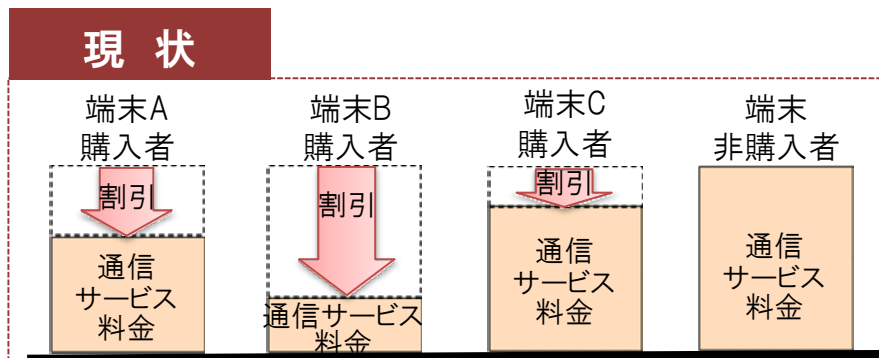 現 状
端末A
購入者
割引
通信
サービス
料金
端末B
購入者
割引
通信サービス
料金
端末C
購入者
割引
通信
サービス
料金
端末
非購入者
通信
サービス
料金